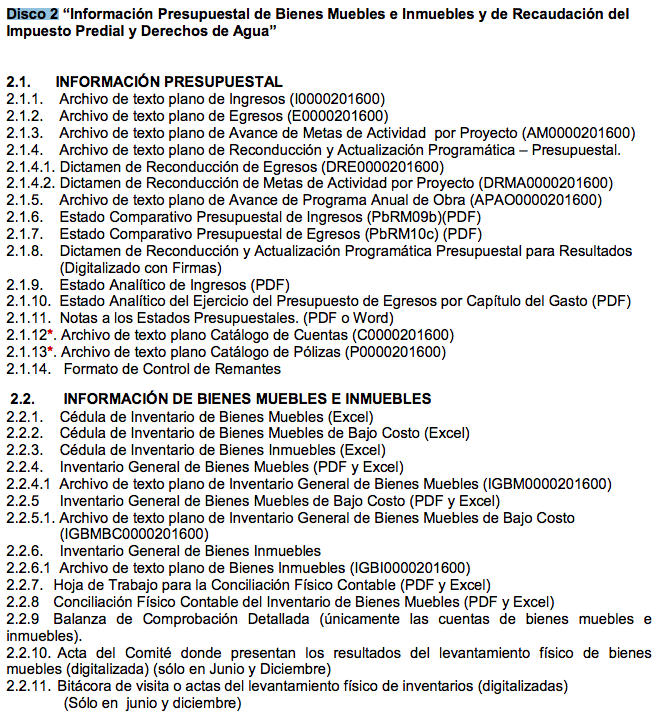 Disco 2 “Información Presupuestal de Bienes Muebles e Inmuebles y de Recaudación del
Impuesto Predial y Derechos de Agua”
2.1. INFORMACIÓN PRESUPUESTAL
2.1.1. Archivo de texto plano de Ingresos (I0000201600)
2.1.2. Archivo de texto plano de Egresos (E0000201600)
2.1.3. Archivo de texto plano de Avance de Metas de Actividad por Proyecto (AM0000201600)
2.1.4. Archivo de texto plano de Reconducción y Actualización Programática – Presupuestal.
2.1.4.1. Dictamen de Reconducción de Egresos (DRE0000201600)
2.1.4.2. Dictamen de Reconducción de Metas de Actividad por Proyecto (DRMA0000201600)
2.1.5. Archivo de texto plano de Avance de Programa Anual de Obra (APAO0000201600)
2.1.6. Estado Comparativo Presupuestal de Ingresos (PbRM09b)(PDF)
2.1.7. Estado Comparativo Presupuestal de Egresos (PbRM10c) (PDF)
2.1.8. Dictamen de Reconducción y Actualización Programática Presupuestal para Resultados
(Digitalizado con Firmas)
2.1.9. Estado Analítico de Ingresos (PDF)
2.1.10. Estado Analítico del Ejercicio del Presupuesto de Egresos por Capítulo del Gasto (PDF)
2.1.11. Notas a los Estados Presupuestales. (PDF o Word)
2.1.12*. Archivo de texto plano Catálogo de Cuentas (C0000201600)
2.1.13*. Archivo de texto plano Catálogo de Pólizas (P0000201600)
2.1.14. Formato de Control de Remantes
2.2. INFORMACIÓN DE BIENES MUEBLES E INMUEBLES
2.2.1. Cédula de Inventario de Bienes Muebles (Excel)
2.2.2. Cédula de Inventario de Bienes Muebles de Bajo Costo (Excel)
2.2.3. Cédula de Inventario de Bienes Inmuebles (Excel)
2.2.4. Inventario General de Bienes Muebles (PDF y Excel)
2.2.4.1 Archivo de texto plano de Inventario General de Bienes Muebles (IGBM0000201600)
2.2.5 Inventario General de Bienes Muebles de Bajo Costo (PDF y Excel)
2.2.5.1. Archivo de texto plano de Inventario General de Bienes Muebles de Bajo Costo
(IGBMBC0000201600)
2.2.6. Inventario General de Bienes Inmuebles
2.2.6.1 Archivo de texto plano de Bienes Inmuebles (IGBI0000201600)
2.2.7. Hoja de Trabajo para la Conciliación Físico Contable (PDF y Excel)
2.2.8 Conciliación Físico Contable del Inventario de Bienes Muebles (PDF y Excel)
2.2.9 Balanza de Comprobación Detallada (únicamente las cuentas de bienes muebles e
inmuebles).
2.2.10. Acta del Comité donde presentan los resultados del levantamiento físico de bienes
muebles (digitalizada) (sólo en Junio y Diciembre)
2.2.11. Bitácora de visita o actas del levantamiento físico de inventarios (digitalizadas)
(Sólo en junio y diciembre)